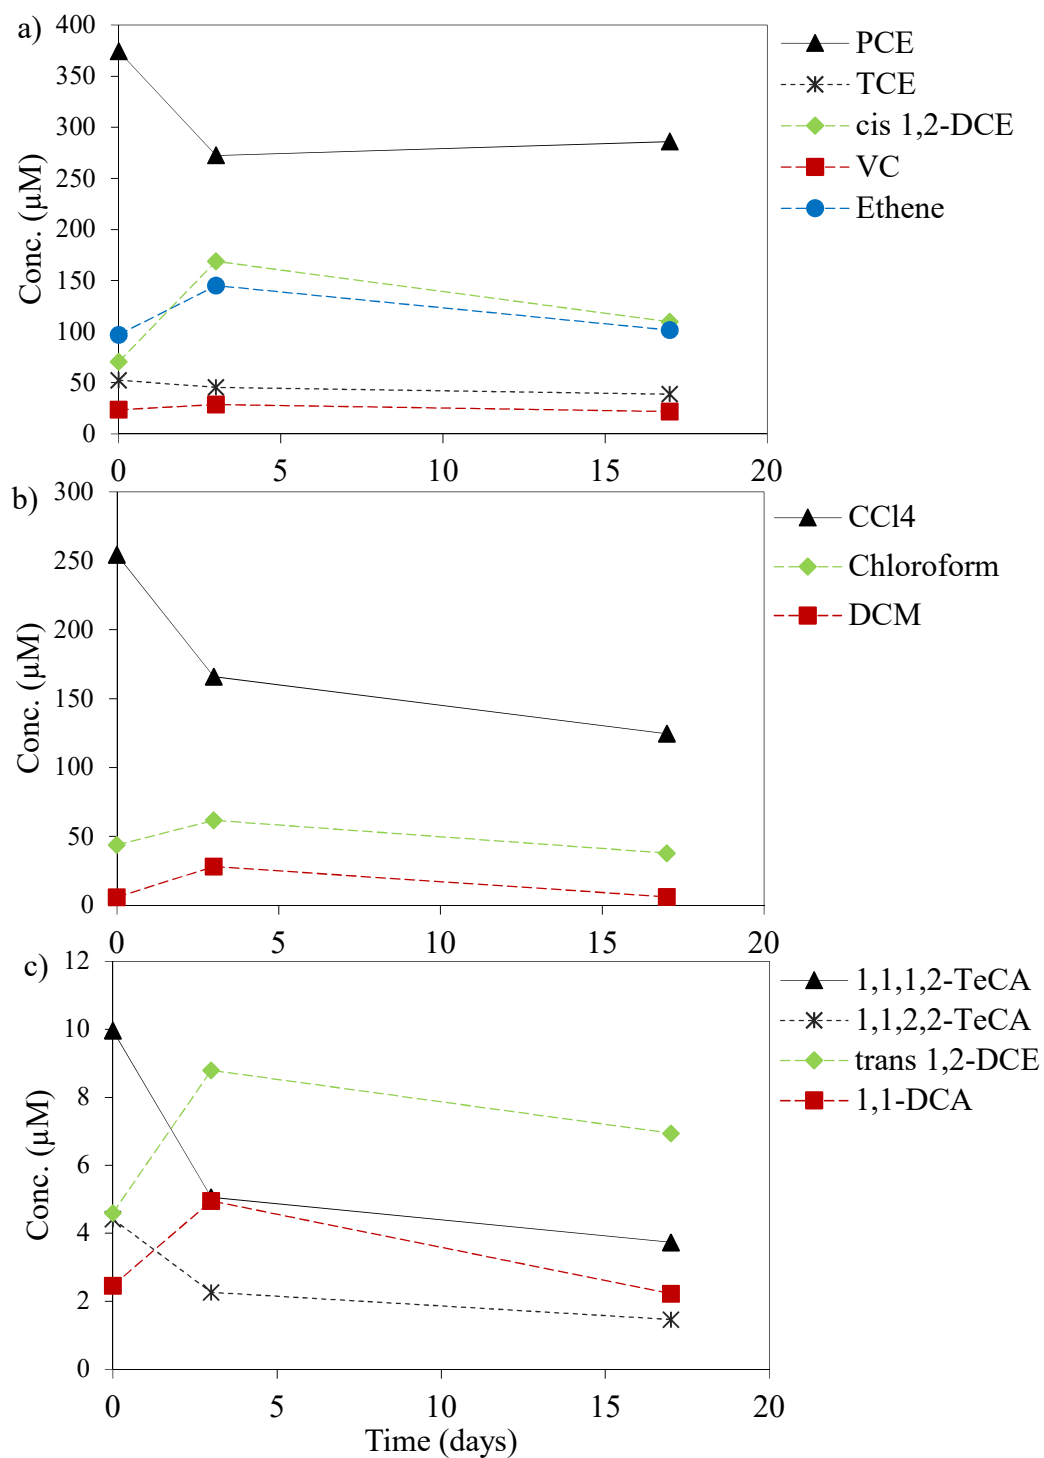 a)
400
350
300
250
200
150
100
50
0
Conc. (µM)
0 5 10 15 20
PCE
TCE
cis 1,2-DCE
VC
Ethene
b)
300
250
200
150
100
50
0
Conc. (µM)
0 5 10 15 20
CCl4
Chloroform
DCM
c)
12
10
8
6
4
2
0
Conc. (µM)
0 5 10 15 20
Time (days)
1,1,1,2-TeCA
1,1,2,2-TeCA
trans 1,2-DCE
1,1-DCA